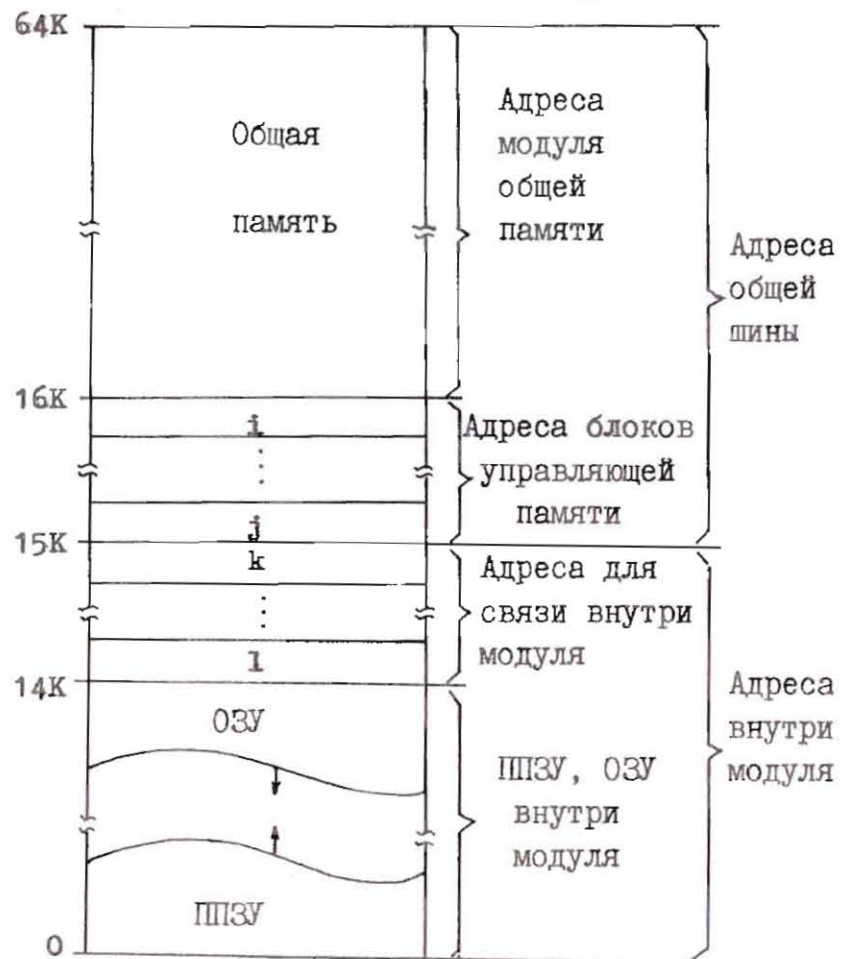 64K
Общая
память
Адреса
модуля
общей
памяти
Адреса
общей
шины
16K
i
Адреса блоков
управляющей
памяти
j
15K
k
Адреса для
связи внутри
модуля
l
14K
ОЗУ
Адреса
внутри
модуля
ППЗУ, ОЗУ
внутри
модуля
ППЗУ
0